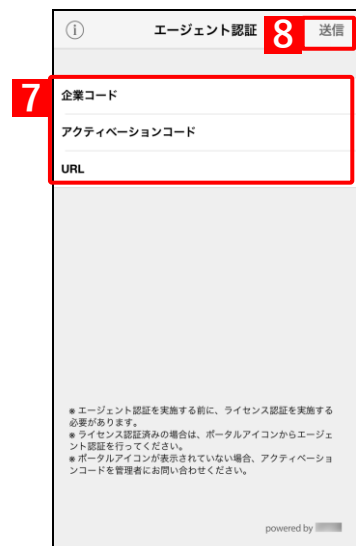 エージェント認証
8
送信
7
企業コード
アクティベーションコード
URL
※ エージェント認証を実施する前に、ライセンス認証を実施する
必要があります。
※ ライセンス認証済みの場合は、ポータルアイコンからエージェ
ント認証を行ってください。
※ ポータルアイコンが表示されていない場合、アクティベーショ
ンコードを管理者にお問い合わせください。
powered by